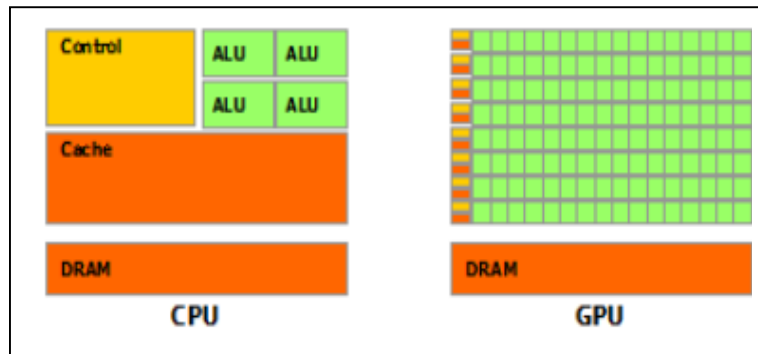 Control
ALU ALU
ALU ALU
Cache
DRAM
CPU
DRAM
GPU